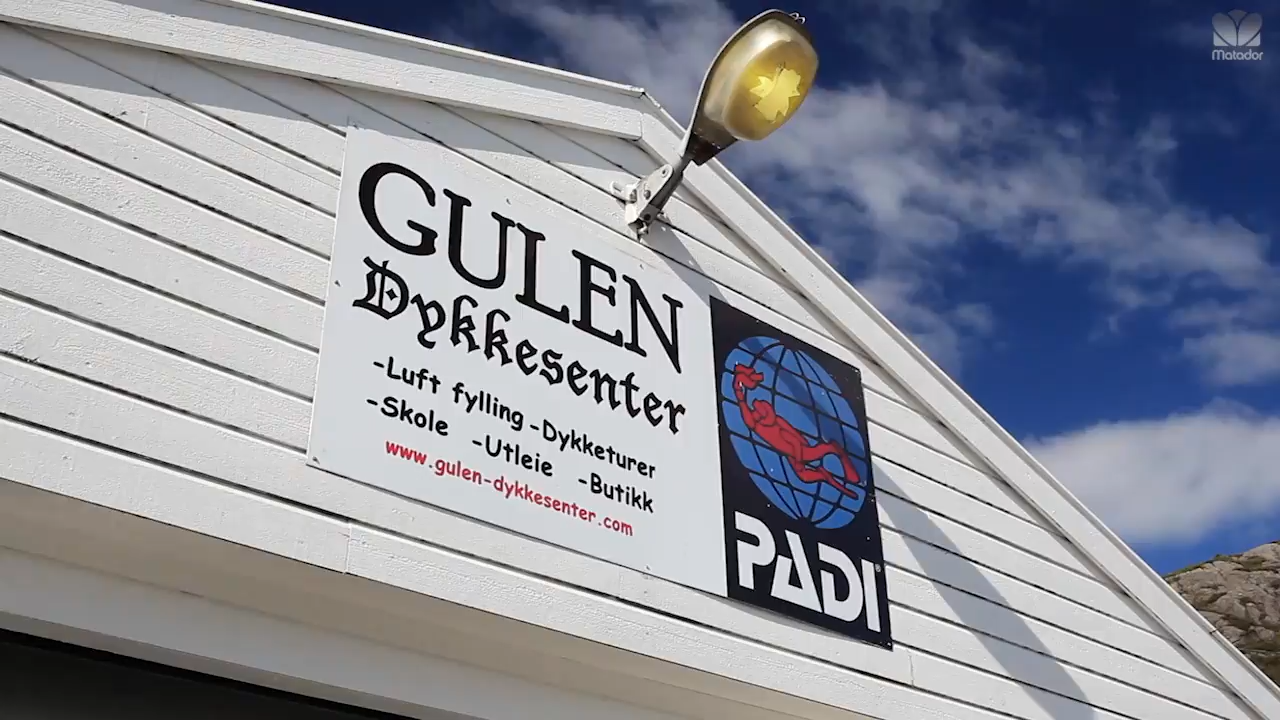 Matador
GULEN
Dykkesenter
-Luft fylling -Dykketurer
-Skole -Utleie -Butikk
www.gulen-dykkesenter.com
PADI®